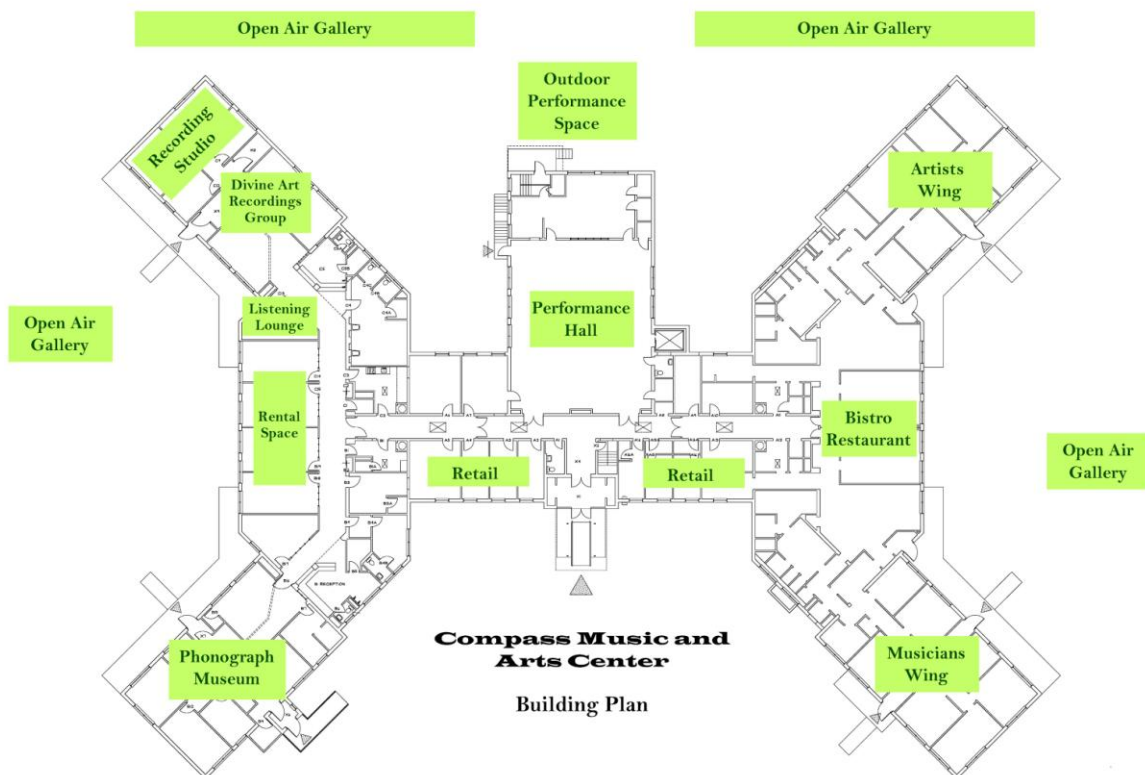 Open Air Gallery
Open Air Gallery
Outdoor
Performance
Space
Recording
Studio
Divine Art
Recordings
Group
Artists
Wing
Listening
Lounge
Performance
Hall
Open Air
Gallery
Rental
Space
Bistro
Restaurant
Retail
Retail
Open Air
Gallery
RECEPTION
Phonograph
Museum
Compass Music and
Arts Center
Building Plan
Musicians
Wing